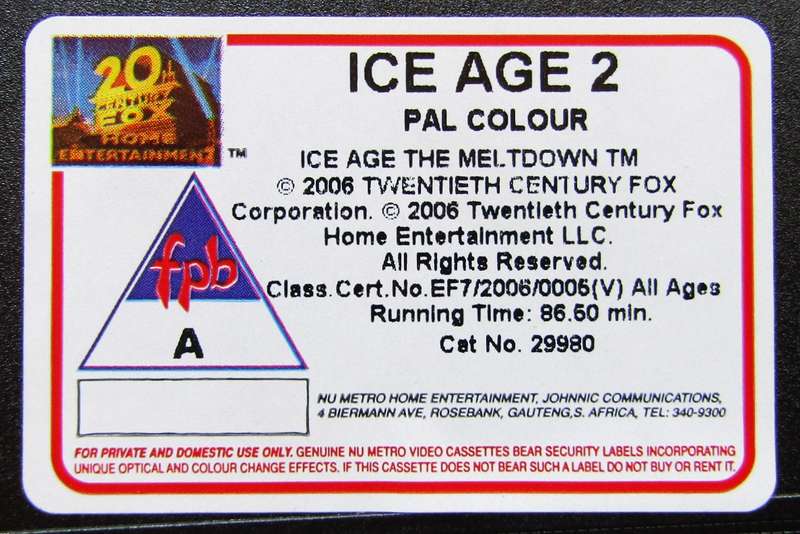 20th
CENTURY
FOX
HOME
ENTERTAINMENT TM
ICE AGE 2
PAL COLOUR
ICE AGE THE MELTDOWN TM
© 2006 TWENTIETH CENTURY FOX
Corporation. © 2006 Twentieth Century Fox
Home Entertainment LLC.
All Rights Reserved.
Class.Cert.No.EF7/2006/0005(V) All Ages
Running Time: 86.50 min.
Cat No. 29980
fpb
A
NU METRO HOME ENTERTAINMENT, JOHNNIC COMMUNICATIONS,
4 BIERMANN AVE, ROSEBANK, GAUTENG,S. AFRICA, TEL: 340-9300
FOR PRIVATE AND DOMESTIC USE ONLY. GENUINE NU METRO VIDEO CASSETTES BEAR SECURITY LABELS INCORPORATING
UNIQUE OPTICAL AND COLOUR CHANGE EFFECTS. IF THIS CASSETTE DOES NOT BEAR SUCH A LABEL DO NOT BUY OR RENT IT.